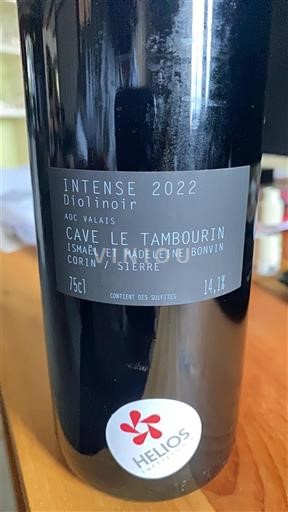 INTENSE 2022
Diolinoir
AOC VALAIS
CAVE LE TAMBOURIN
ISMAËL ET MADELEINE BONVIN
CORIN / SIERRE
75cl
CONTIENT DES SULFITES
14,1%
VINOU
HELIOS